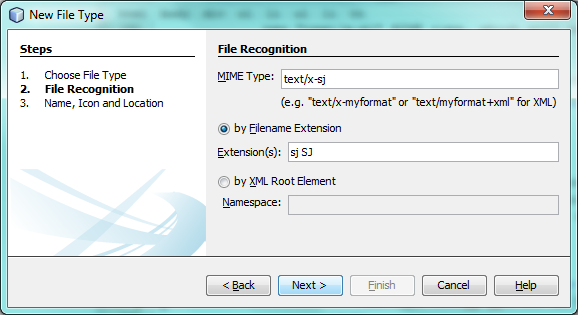 New File Type
Steps
1. Choose File Type
2. File Recognition
3. Name, Icon and Location
File Recognition
MIME Type: text/x-sj
(e.g. "text/x-myformat" or "text/myformat+xml" for XML)
by Filename Extension
Extension(s): sj SJ
by XML Root Element
Namespace:
< Back Next > Finish Cancel Help